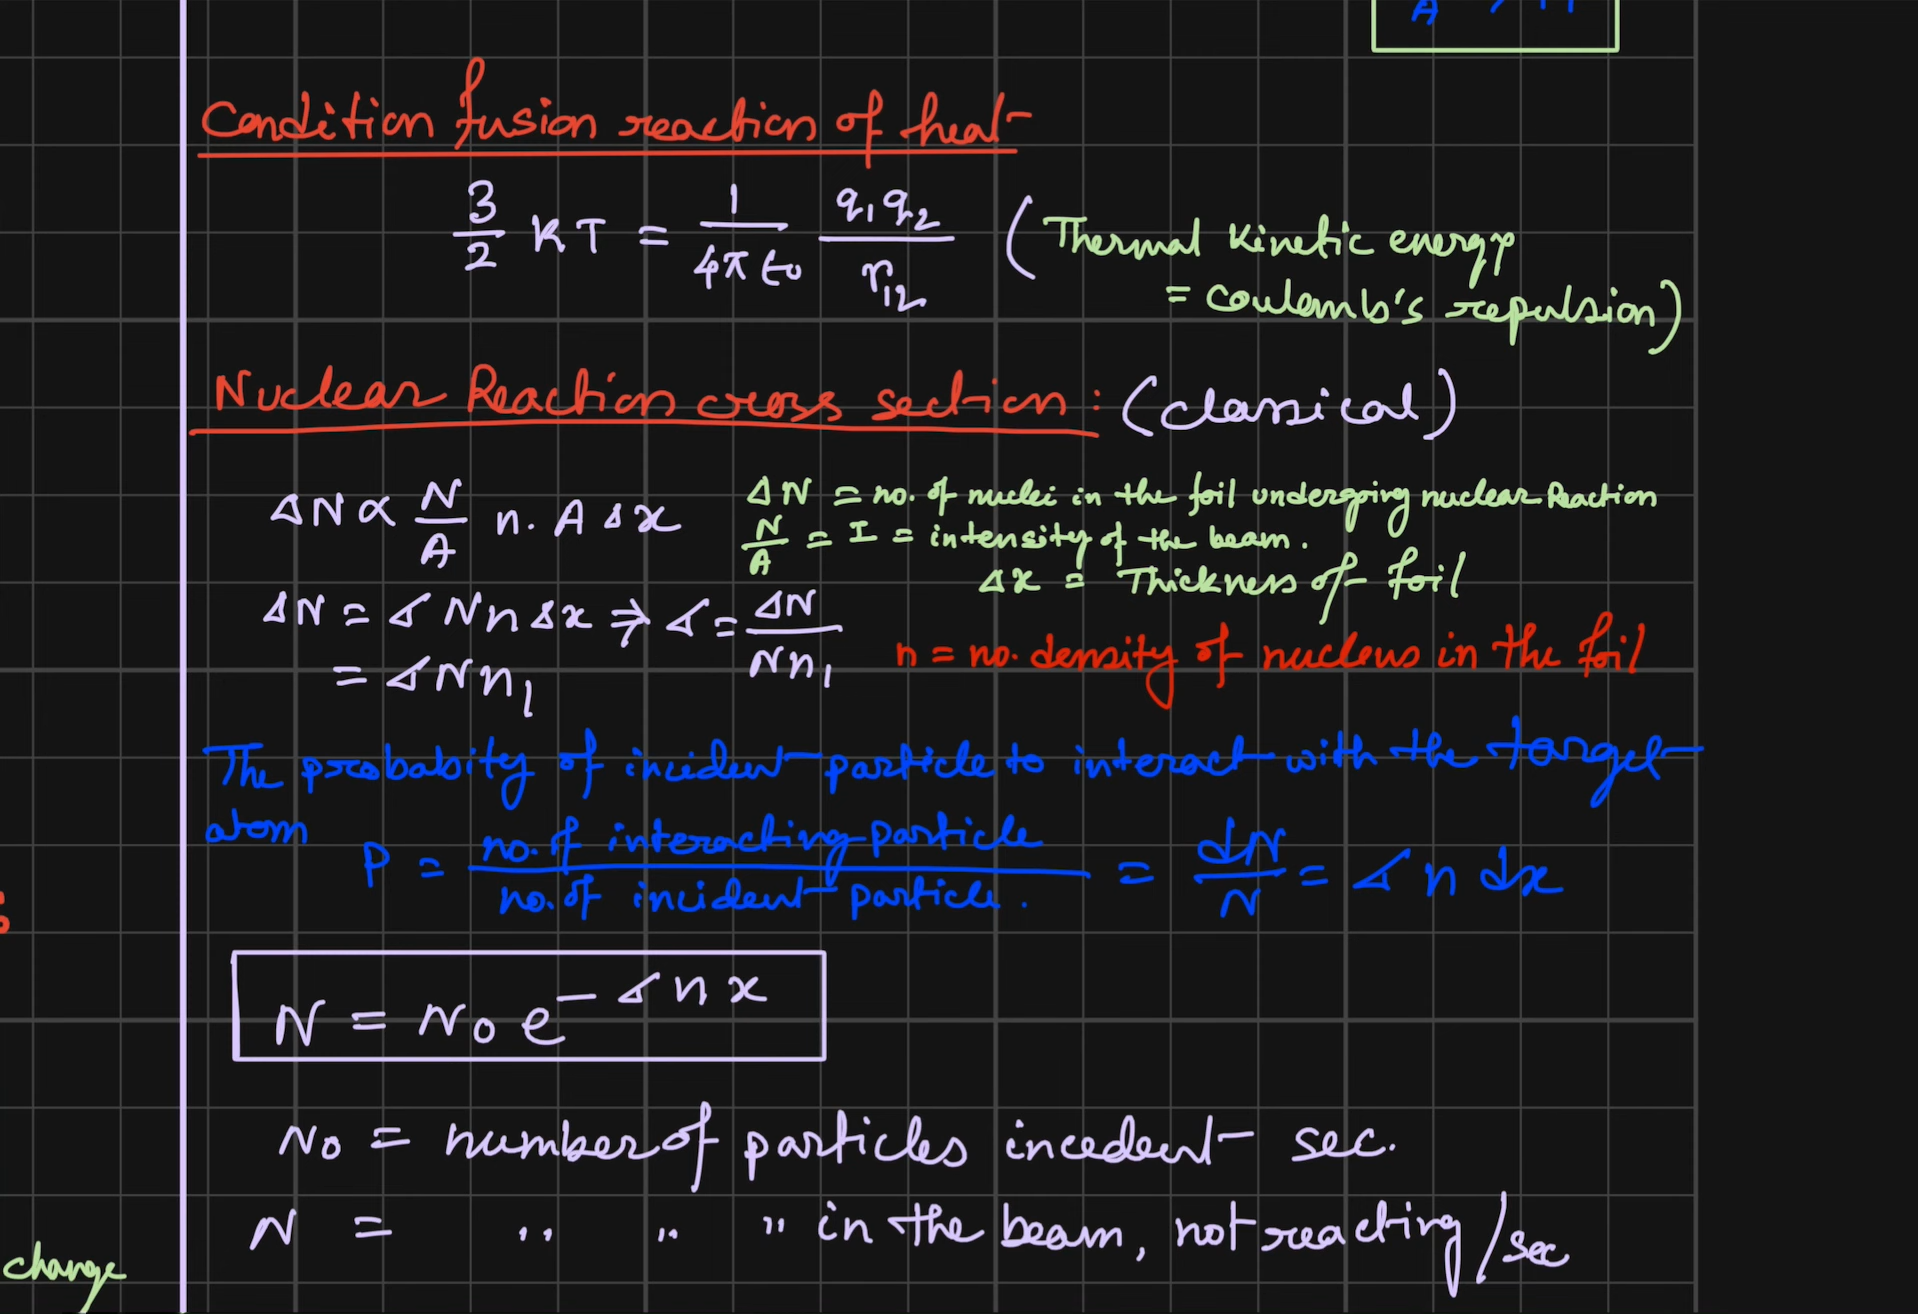 A
Condition fusion reaction of heat
3/2 KT = 1/4πε0 q1q2/r12 (Thermal Kinetic energy
= coulomb's repulsion)
Nuclear Reaction cross section : (classical)
ΔN ∝ N/A n. A Δx
ΔN = no. of nuclei in the foil undergoing nuclear Reaction
N/A = I = intensity of the beam.
Δx = Thickness of foil
ΔN = σ N n Δx ⇒ σ = ΔN/Nn1
= σ N n1
n = no. density of nucleus in the foil
The probabity of incident particle to interact with the target
atom
P = no. of interacting particle/no. of incident particle. = dN/N = σ n dx
N = N0 e^-σnx
N0 = number of particles incedent sec.
N = " " " in the beam, not reacting/sec
change